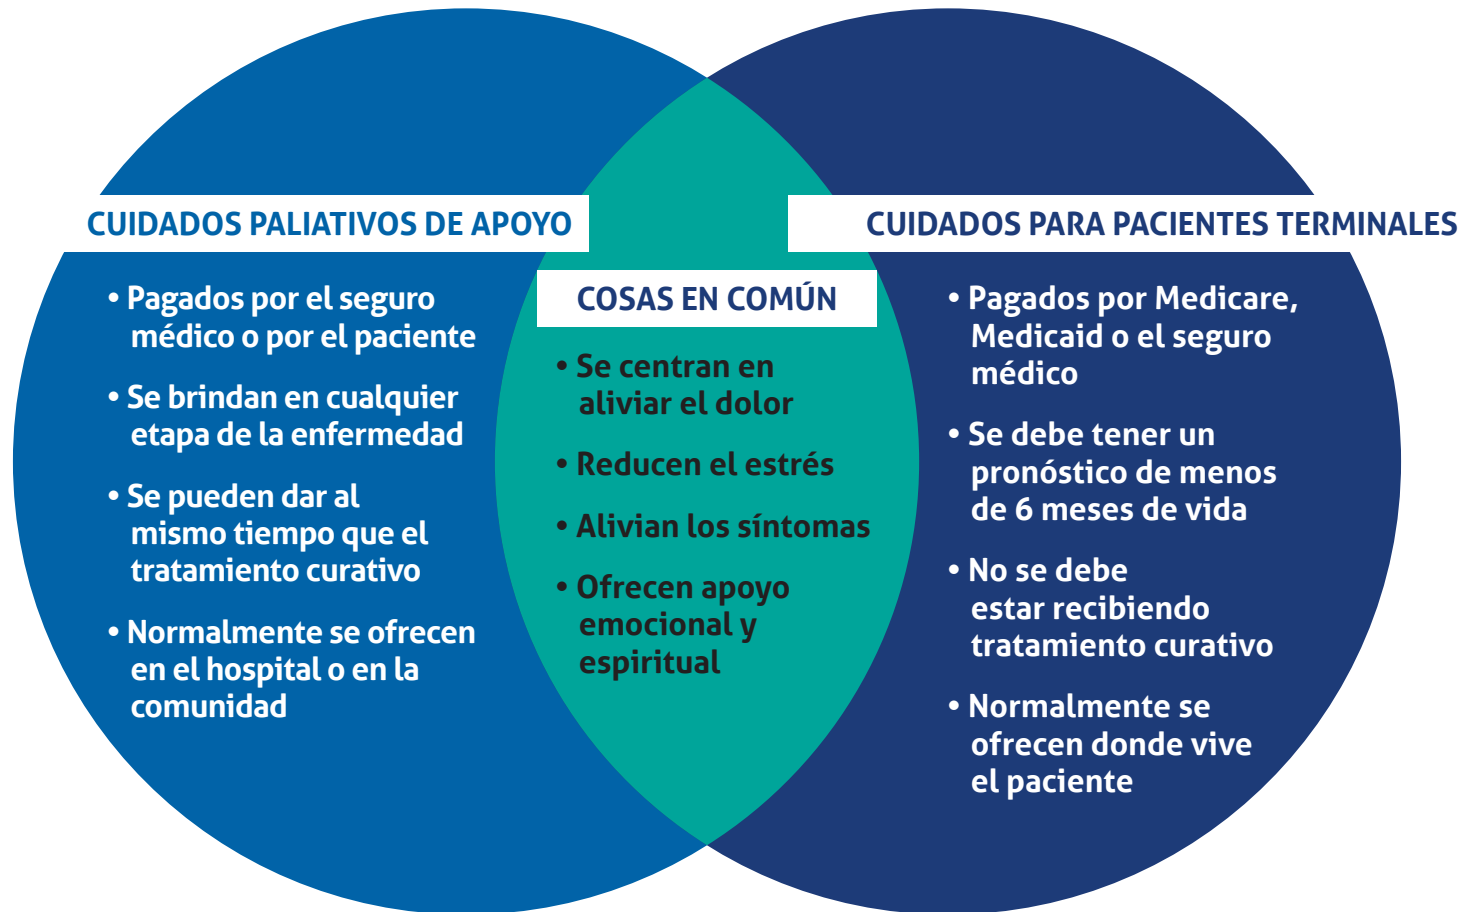 CUIDADOS PALIATIVOS DE APOYO
• Pagados por el seguro
médico o por el paciente
• Se brindan en cualquier
etapa de la enfermedad
• Se pueden dar al
mismo tiempo que el
tratamiento curativo
• Normalmente se ofrecen
en el hospital o en la
comunidad
COSAS EN COMÚN
• Se centran en
aliviar el dolor
• Reducen el estrés
• Alivian los síntomas
• Ofrecen apoyo
emocional y
espiritual
CUIDADOS PARA PACIENTES TERMINALES
• Pagados por Medicare,
Medicaid o el seguro
médico
• Se debe tener un
pronóstico de menos
de 6 meses de vida
• No se debe
estar recibiendo
tratamiento curativo
• Normalmente se
ofrecen donde vive
el paciente